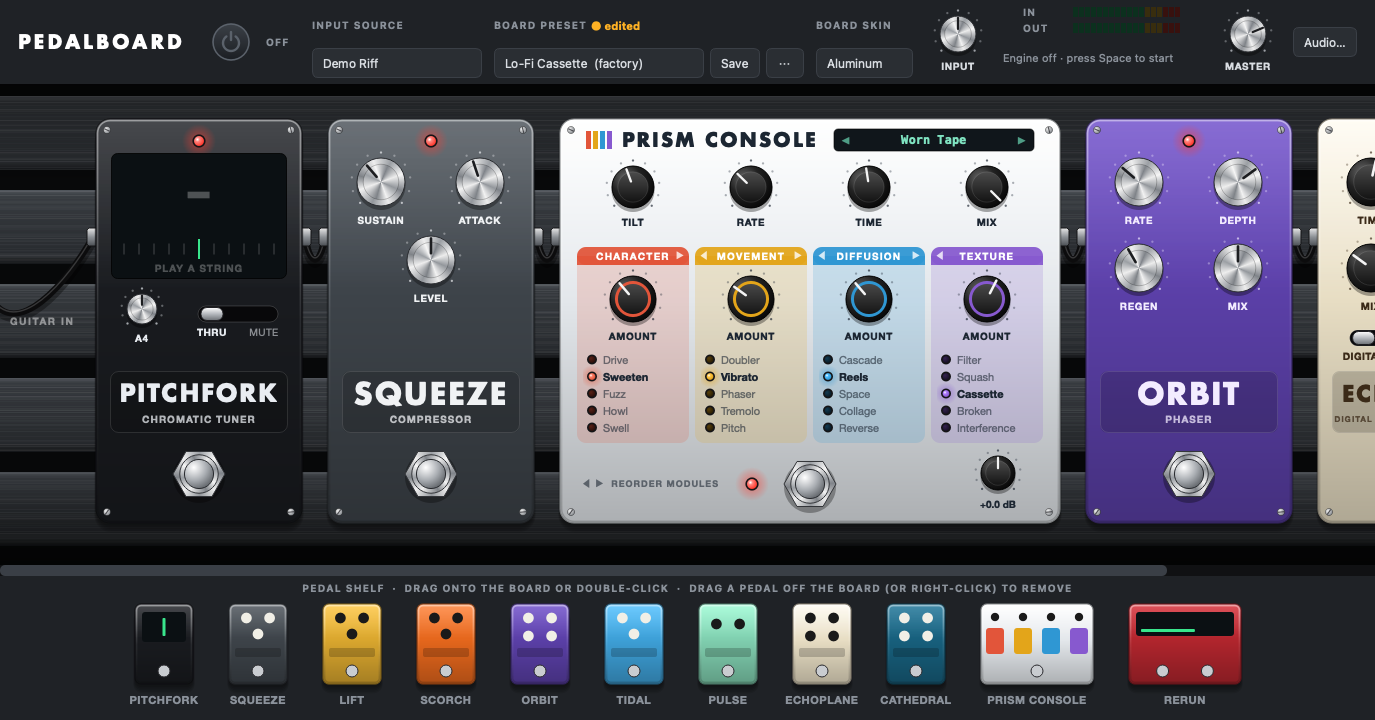 PEDALBOARD
OFF
INPUT SOURCE
Demo Riff
BOARD PRESET edited
Lo-Fi Cassette (factory)
Save
...
BOARD SKIN
Aluminum
INPUT
IN
OUT
Engine off · press Space to start
MASTER
Audio...
GUITAR IN
PLAY A STRING
A4
THRU MUTE
PITCHFORK
CHROMATIC TUNER
SUSTAIN ATTACK
LEVEL
SQUEEZE
COMPRESSOR
PRISM CONSOLE
Worn Tape
TILT RATE TIME MIX
CHARACTER
AMOUNT
Drive
Sweeten
Fuzz
Howl
Swell
MOVEMENT
AMOUNT
Doubler
Vibrato
Phaser
Tremolo
Pitch
DIFFUSION
AMOUNT
Cascade
Reels
Space
Collage
Reverse
TEXTURE
AMOUNT
Filter
Squash
Cassette
Broken
Interference
REORDER MODULES
+0.0 dB
RATE DEPTH
REGEN MIX
ORBIT
PHASER
TIM
MIX
DIGITA
ECH
DIGITAL
PEDAL SHELF · DRAG ONTO THE BOARD OR DOUBLE-CLICK · DRAG A PEDAL OFF THE BOARD (OR RIGHT-CLICK) TO REMOVE
PITCHFORK SQUEEZE LIFT SCORCH ORBIT TIDAL PULSE ECHOPLANE CATHEDRAL PRISM CONSOLE RERUN